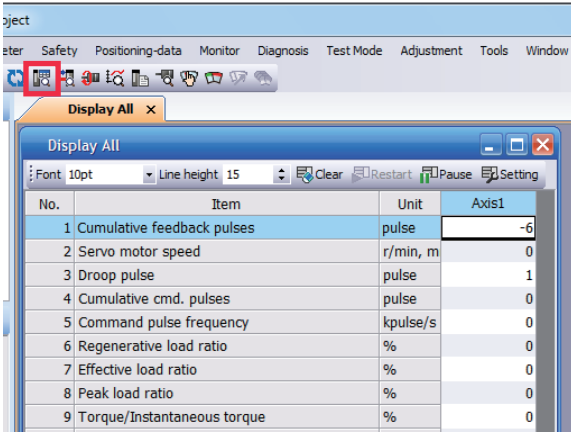 oject
eter Safety Positioning-data Monitor Diagnosis Test Mode Adjustment Tools Window
Display All ×
Display All
Font 10pt Line height 15 Clear Restart Pause Setting
No. Item Unit Axis1
1 Cumulative feedback pulses pulse -6
2 Servo motor speed r/min, m 0
3 Droop pulse pulse 1
4 Cumulative cmd. pulses pulse 0
5 Command pulse frequency kpulse/s 0
6 Regenerative load ratio % 0
7 Effective load ratio % 0
8 Peak load ratio % 0
9 Torque/Instantaneous torque % 0